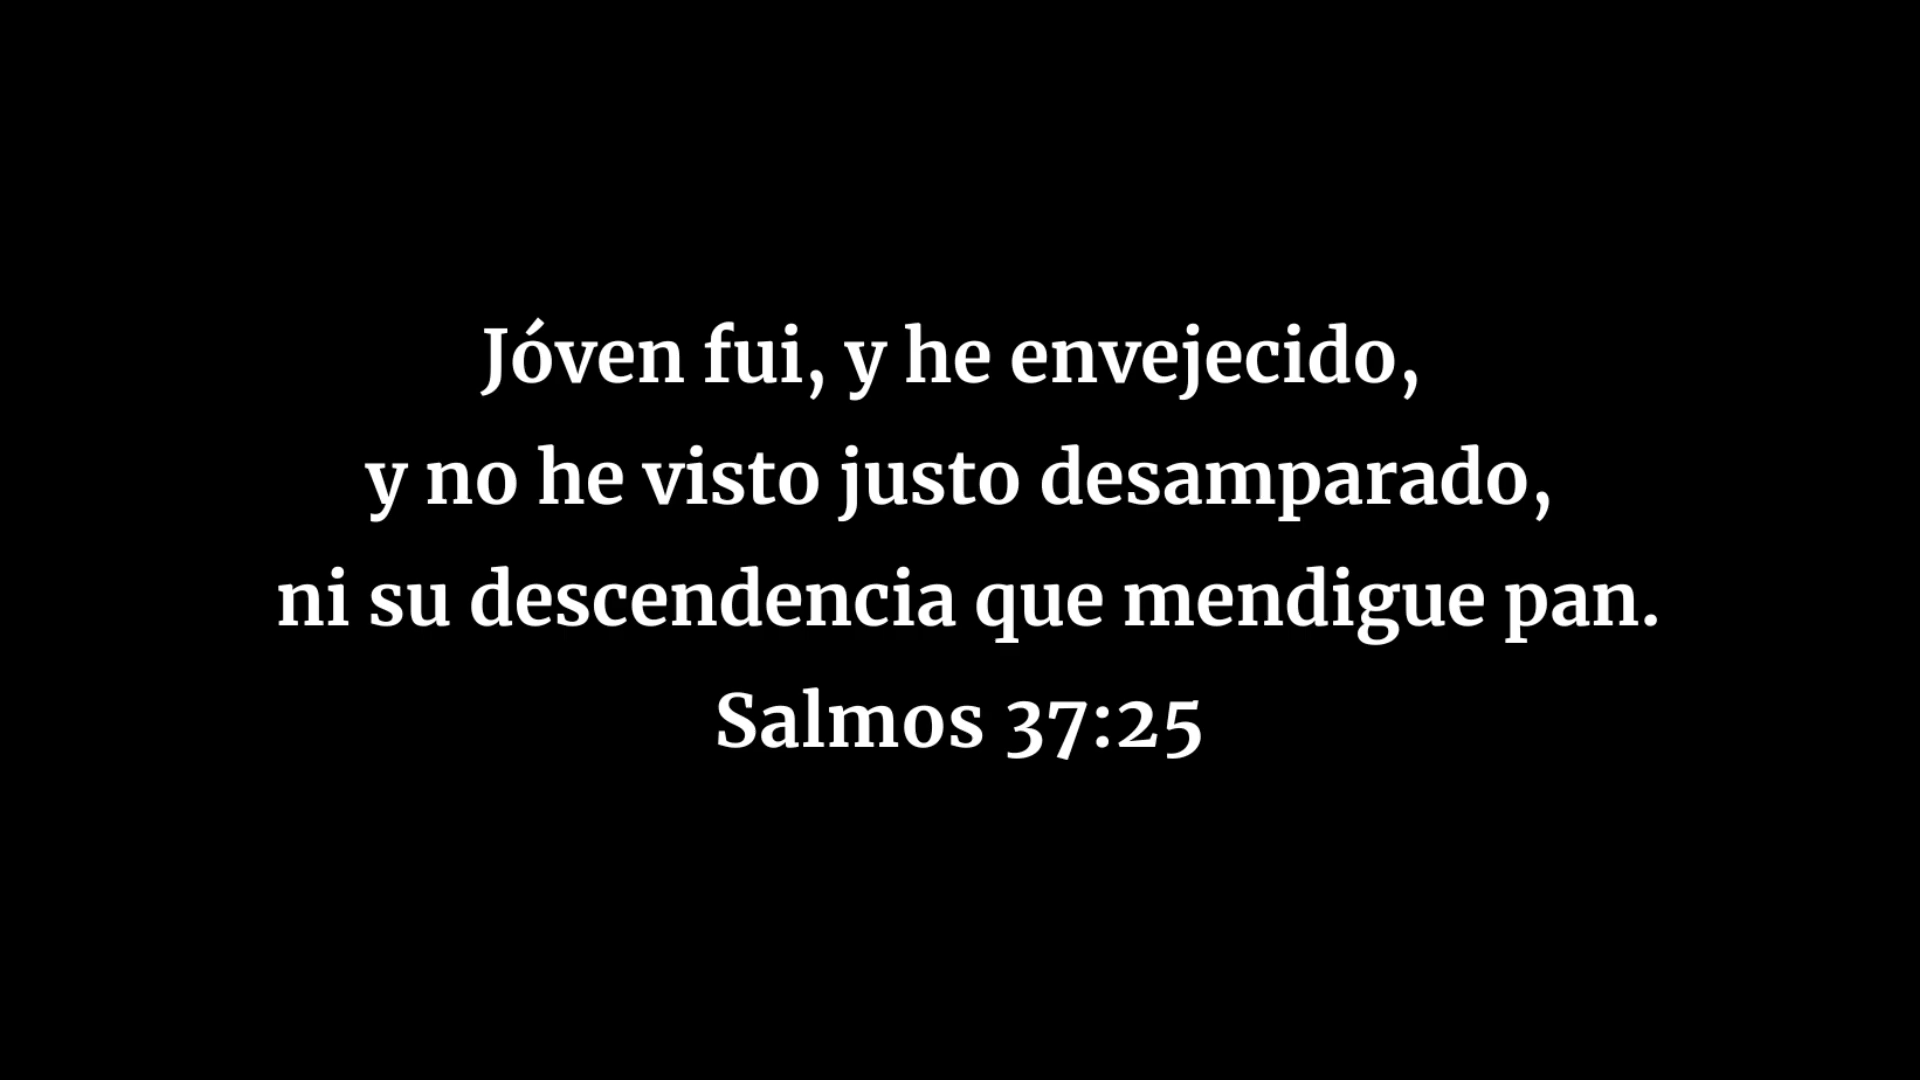 Jóven fui, y he envejecido,
y no he visto justo desamparado,
ni su descendencia que mendigue pan.
Salmos 37:25